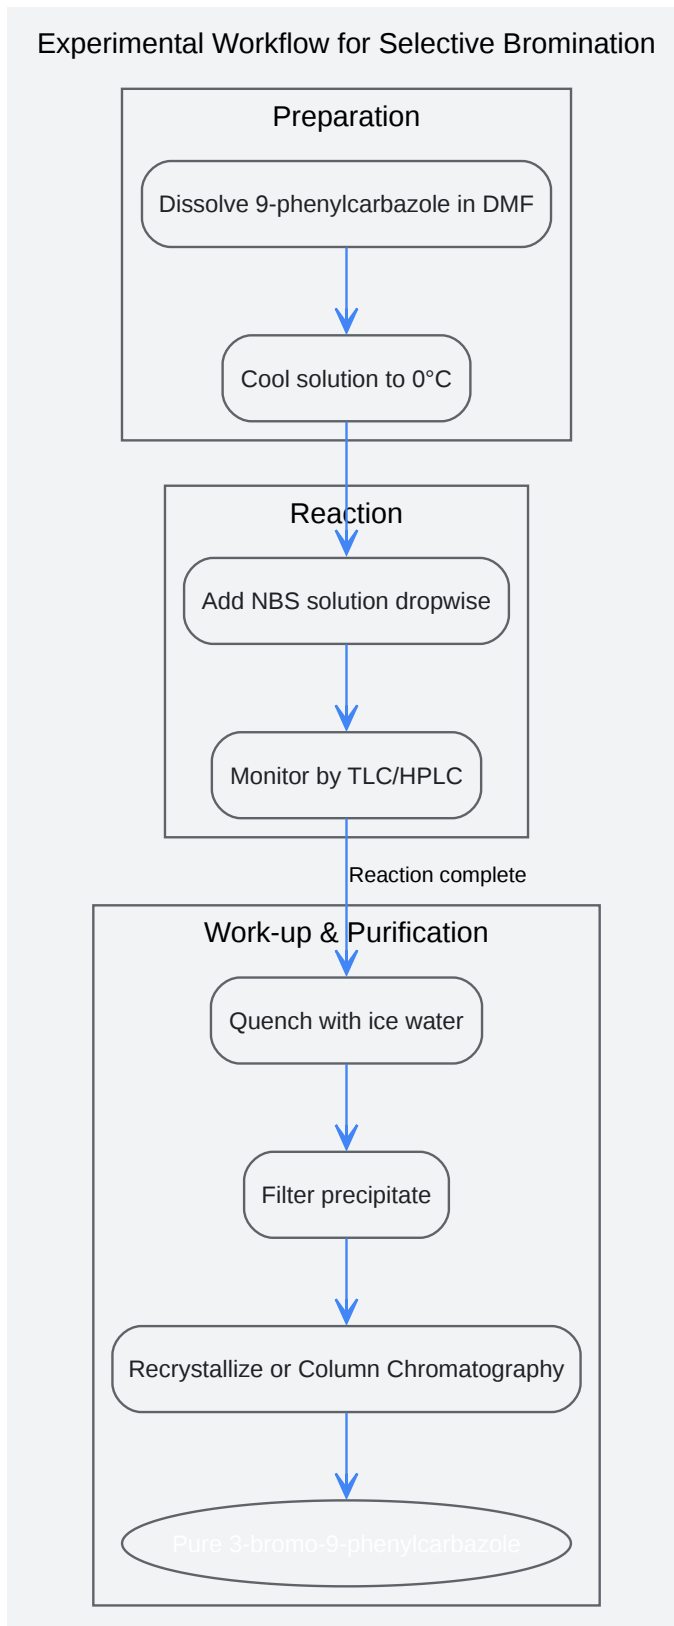 Experimental Workflow for Selective Bromination
Preparation
Dissolve 9-phenylcarbazole in DMF
Cool solution to 0°C
Reaction
Add NBS solution dropwise
Monitor by TLC/HPLC
Reaction complete
Work-up & Purification
Quench with ice water
Filter precipitate
Recrystallize or Column Chromatography
Pure 3-bromo-9-phenylcarbazole